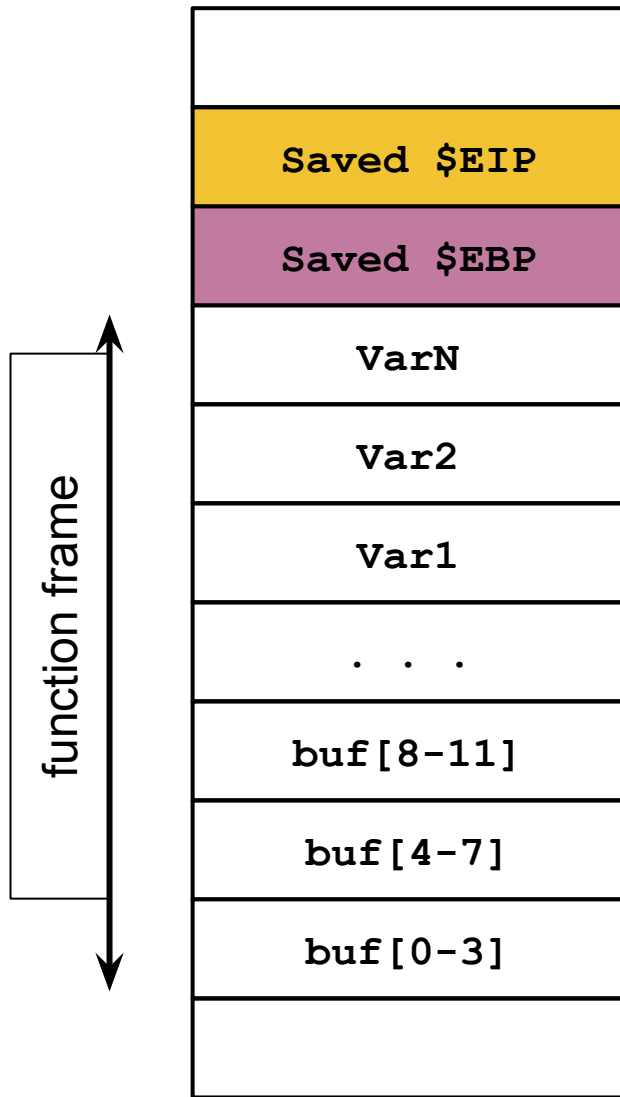 Saved $EIP
Saved $EBP
VarN
Var2
Var1
. . .
buf[8-11]
buf[4-7]
buf[0-3]
function frame